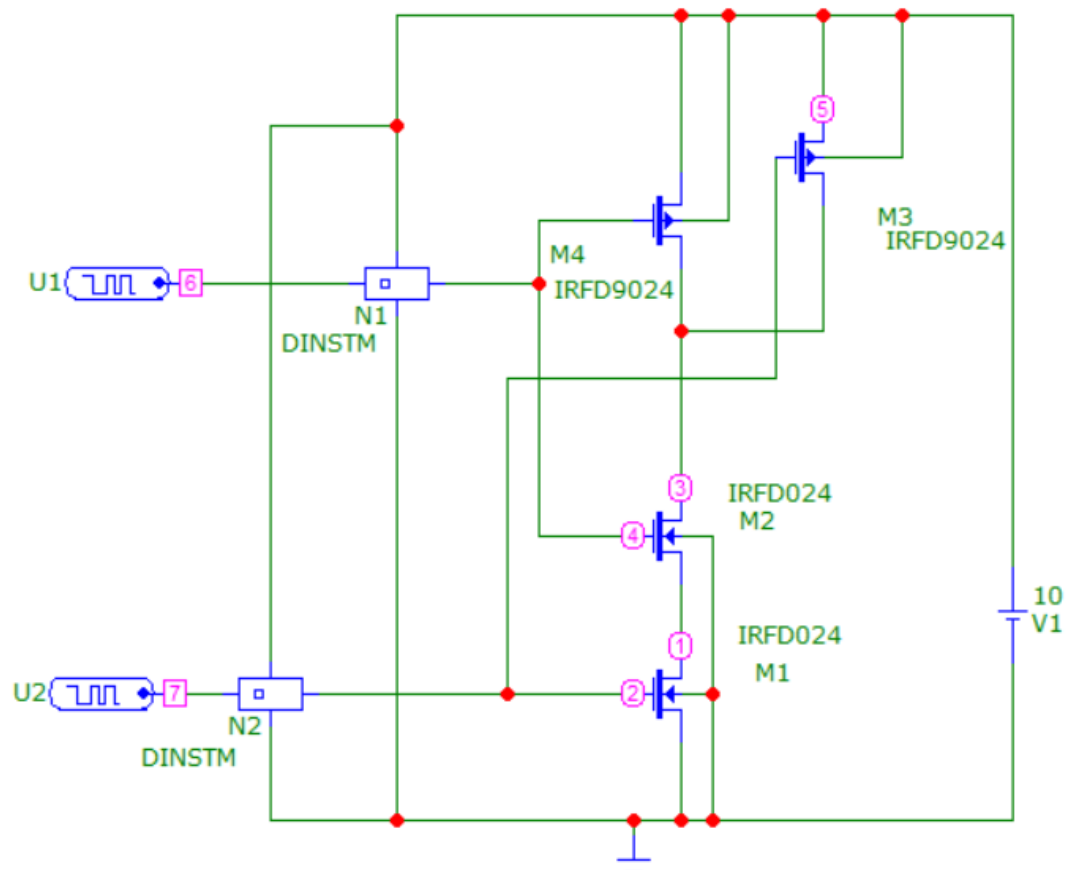 5
M3
IRFD9024
M4
IRFD9024
U1
6
N1
DINSTM
3
IRFD024
M2
4
10
V1
1
IRFD024
M1
U2
7
2
N2
DINSTM